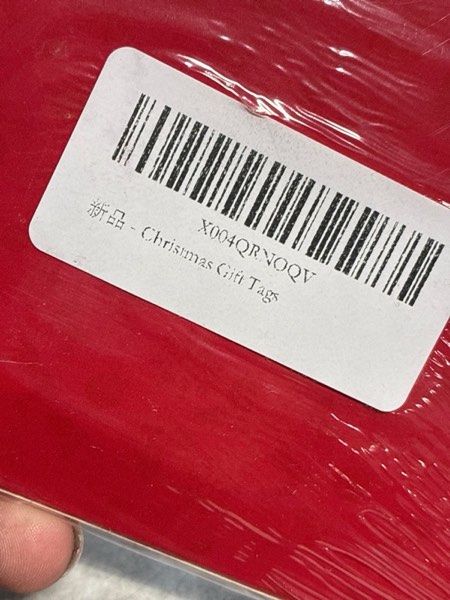 X004QRNOQV
新品 - Christmas Gift Tags